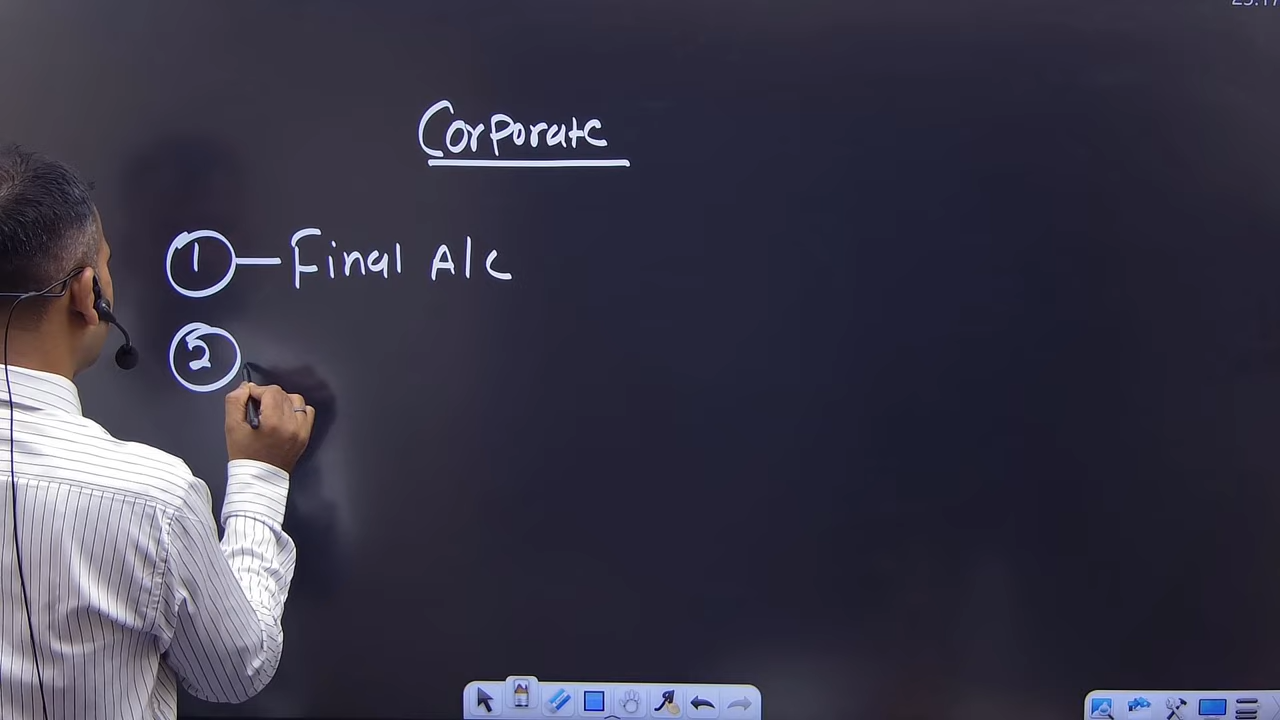 Corporate
1 — Final A/c
2